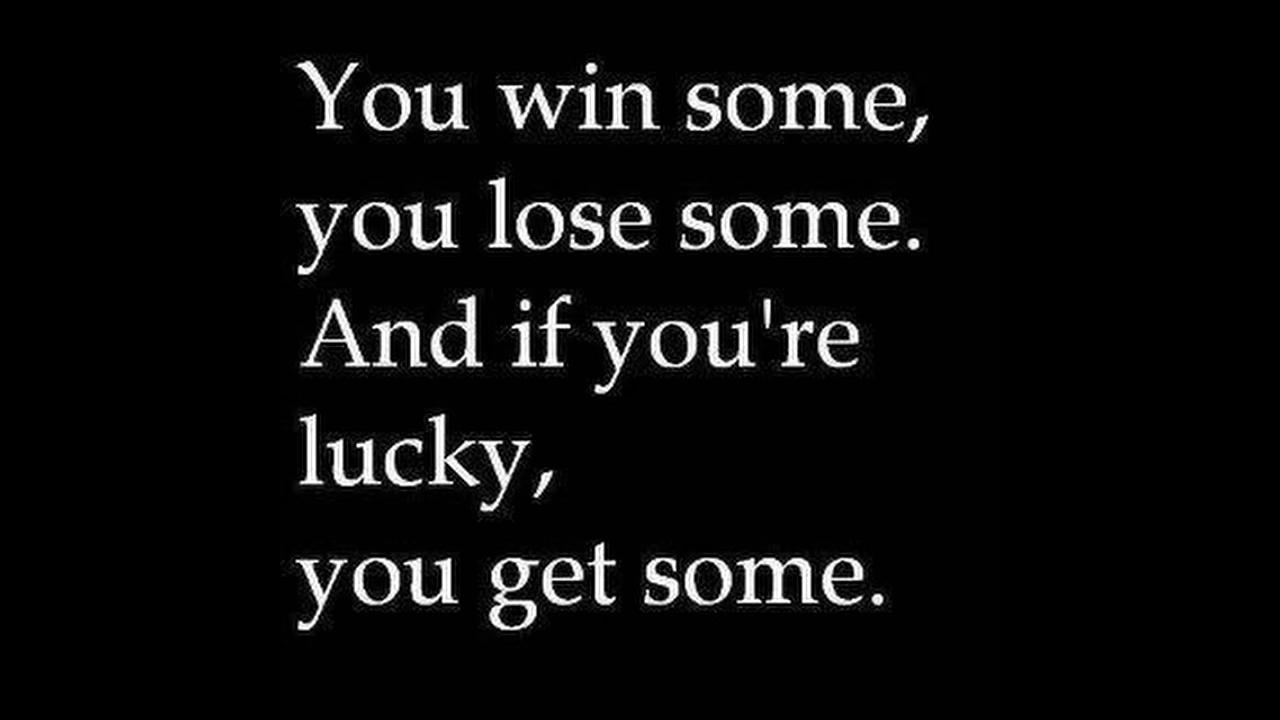 You win some,
you lose some.
And if you're
lucky,
you get some.